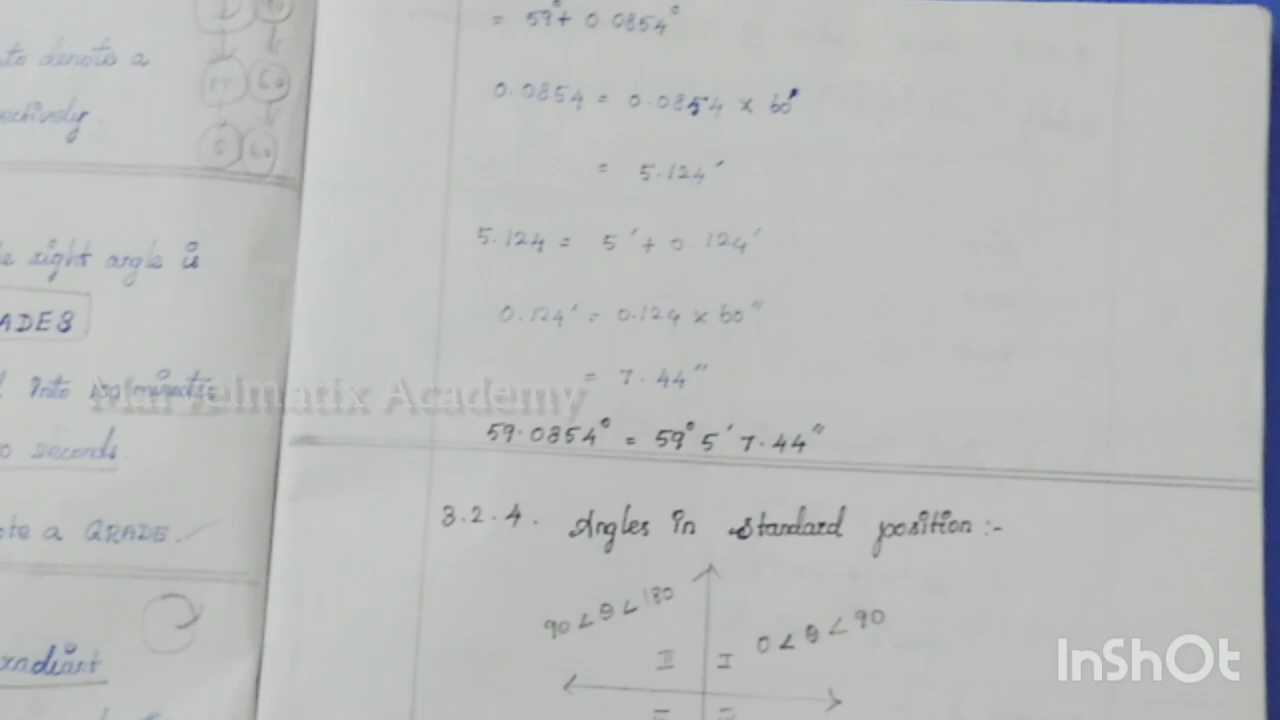 to denote a
ectively
right angle is
ADES
Into 100 minutes
seconds
a GRADE.
= 59° + 0.0854°
0.0854 = 0.0854 × 60'
= 5.124'
5.124 = 5' + 0.124'
0.124' = 0.124 × 60"
= 7.44"
59.0854° = 59° 5' 7.44"
Marvelmatix Academy
3.2.4. Angles in Standard position :-
90 < θ < 180
0 < θ < 90
II I
InShOt